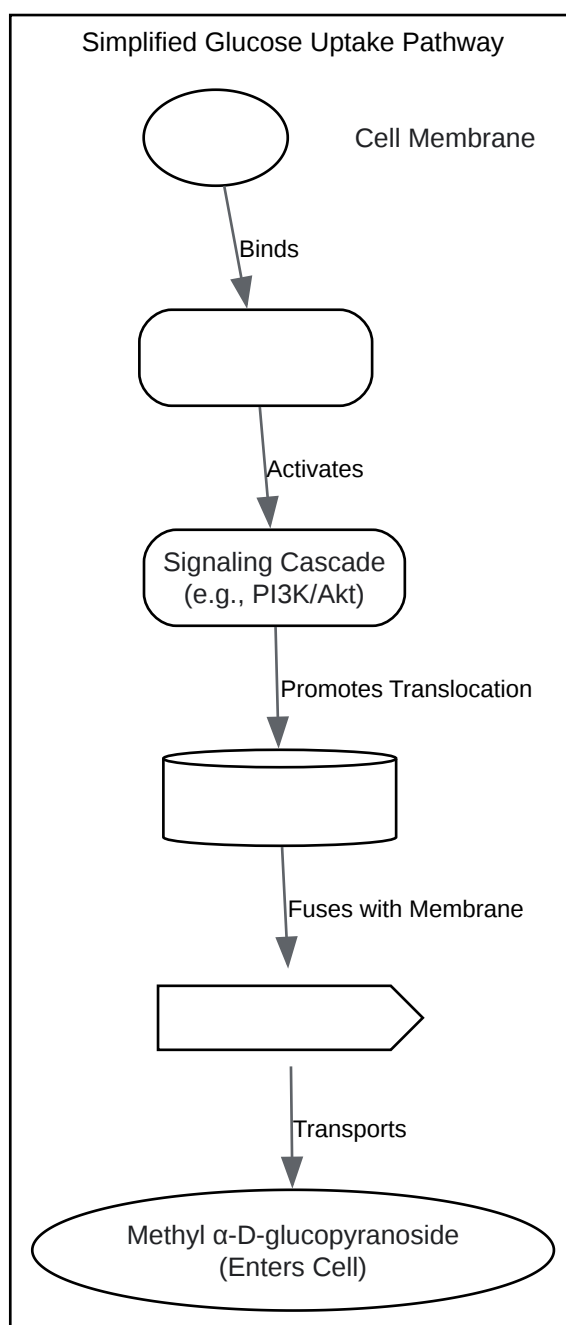 Simplified Glucose Uptake Pathway
Cell Membrane
Binds
Activates
Signaling Cascade
(e.g., PI3K/Akt)
Promotes Translocation
Fuses with Membrane
Transports
Methyl α-D-glucopyranoside
(Enters Cell)